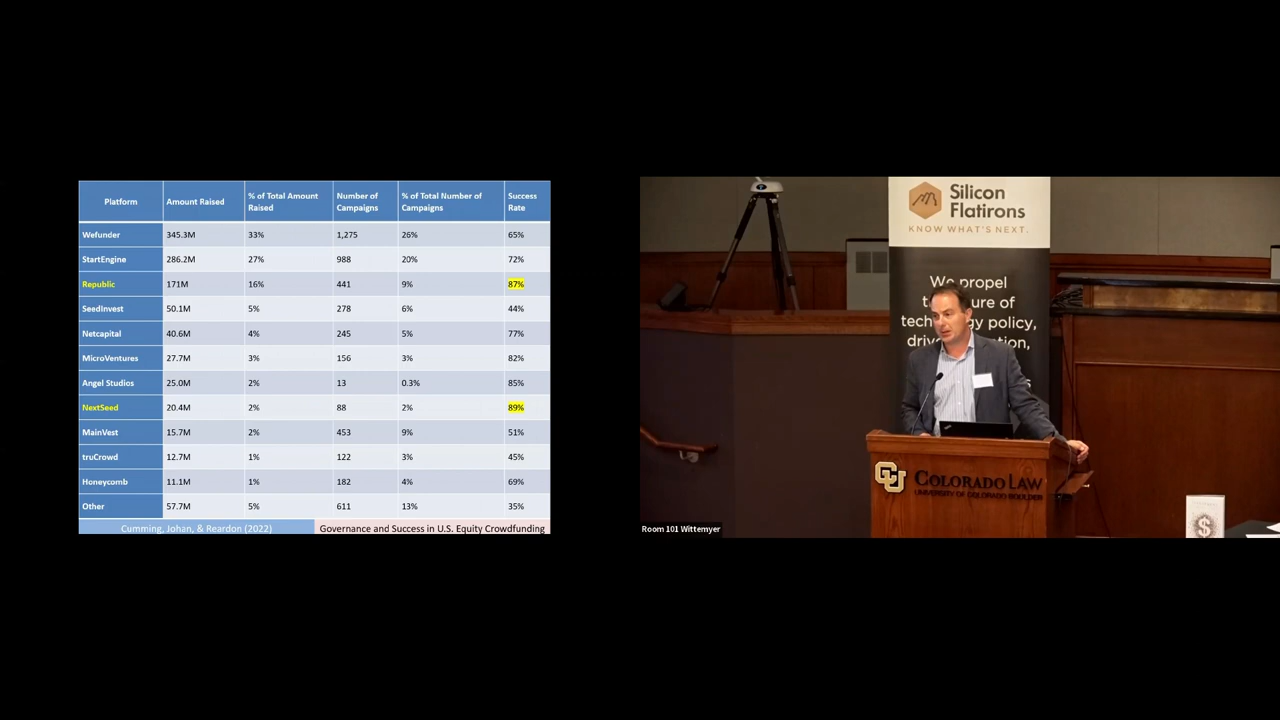 Platform
Amount Raised
% of Total Amount
Raised
Number of
Campaigns
% of Total Number of
Campaigns
Success
Rate
Wefunder 345.3M 33% 1,275 26% 65%
StartEngine 286.2M 27% 988 20% 72%
Republic 171M 16% 441 9% 87%
SeedInvest 50.1M 5% 278 6% 44%
Netcapital 40.6M 4% 245 5% 77%
MicroVentures 27.7M 3% 156 3% 82%
Angel Studios 25.0M 2% 13 0.3% 85%
NextSeed 20.4M 2% 88 2% 89%
MainVest 15.7M 2% 453 9% 51%
truCrowd 12.7M 1% 122 3% 45%
Honeycomb 11.1M 1% 182 4% 69%
Other 57.7M 5% 611 13% 35%
Cumming, Johan, & Reardon (2022) Governance and Success in U.S. Equity Crowdfunding
Silicon
Flatirons
KNOW WHAT'S NEXT.
We propel
of
policy,
CU COLORADO LAW
UNIVERSITY OF COLORADO BOULDER
$
Room 101 Wittemyer